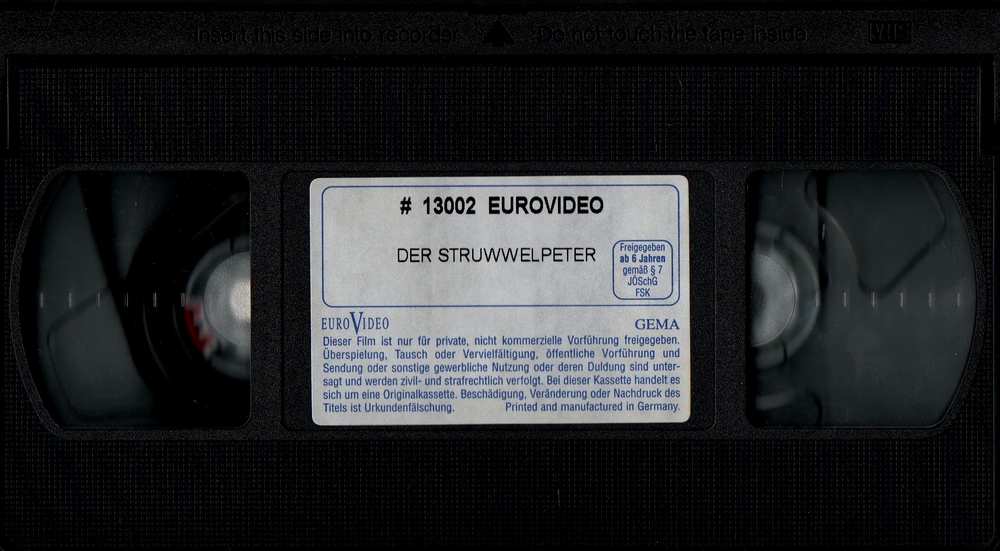 Insert this side into recorder Do not touch the tape inside VHS
# 13002 EUROVIDEO
DER STRUWWELPETER
Freigegeben
ab 6 Jahren
gemäß § 7
JÖSchG
FSK
EUROVIDEO GEMA
Dieser Film ist nur für private, nicht kommerzielle Vorführung freigegeben.
Überspielung, Tausch oder Vervielfältigung, öffentliche Vorführung und
Sendung oder sonstige gewerbliche Nutzung oder deren Duldung sind unter-
sagt und werden zivil- und strafrechtlich verfolgt. Bei dieser Kassette handelt es
sich um eine Originalkassette. Beschädigung, Veränderung oder Nachdruck des
Titels ist Urkundenfälschung. Printed and manufactured in Germany.